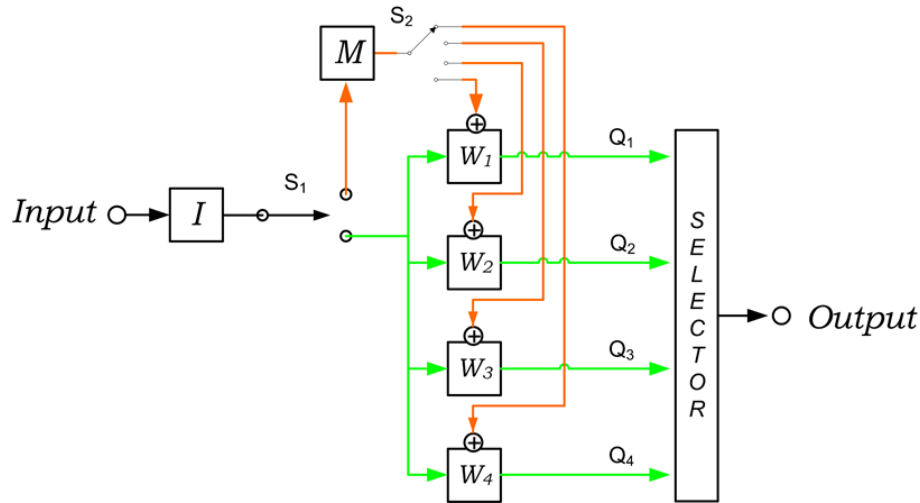 S₂
M
W₁
Q₁
S₁
Input
I
W₂
Q₂
SELECTOR
Output
W₃
Q₃
W₄
Q₄